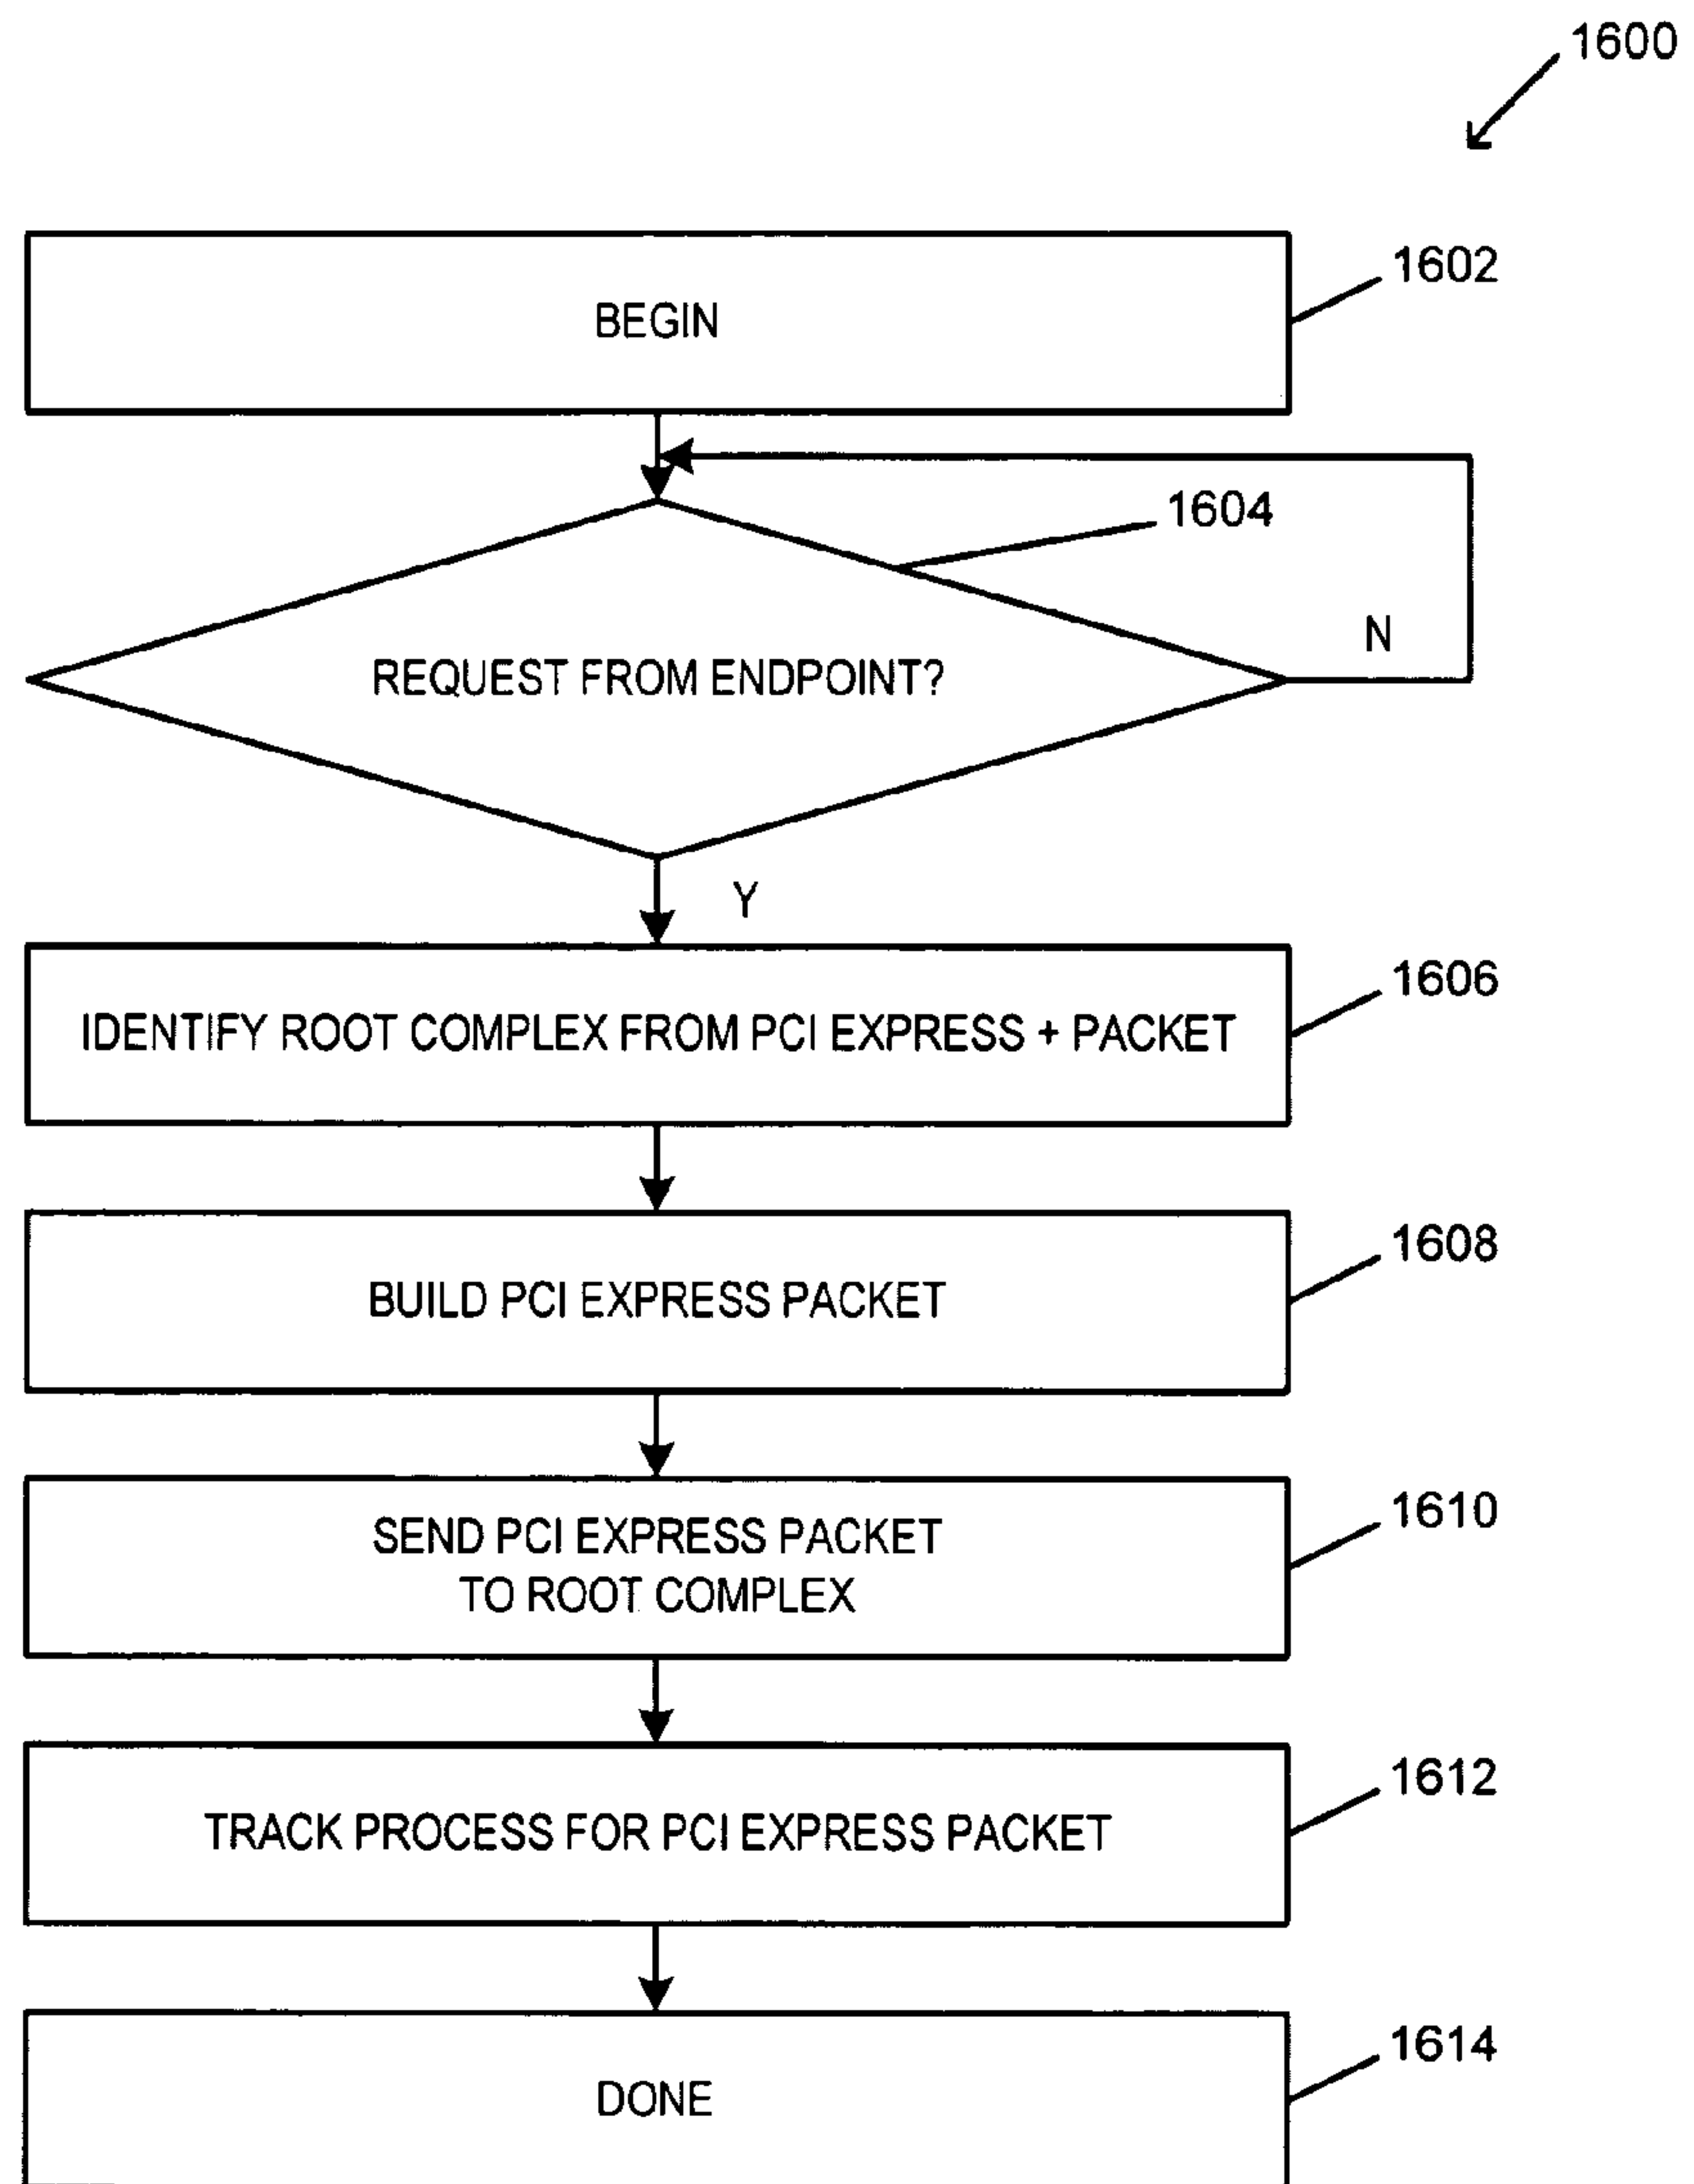 1600
BEGIN
1602
1604
REQUEST FROM ENDPOINT?
N
Y
IDENTIFY ROOT COMPLEX FROM PCI EXPRESS + PACKET
1606
BUILD PCI EXPRESS PACKET
1608
SEND PCI EXPRESS PACKET
TO ROOT COMPLEX
1610
TRACK PROCESS FOR PCI EXPRESS PACKET
1612
DONE
1614